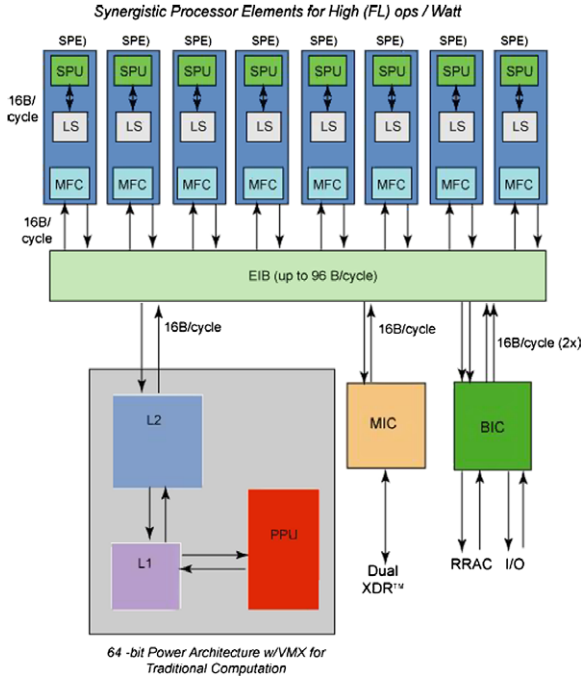 Synergistic Processor Elements for High (FL) ops / Watt
SPE) SPE) SPE) SPE) SPE) SPE) SPE) SPE)
SPU SPU SPU SPU SPU SPU SPU SPU
16B/
cycle
LS LS LS LS LS LS LS LS
MFC MFC MFC MFC MFC MFC MFC MFC
16B/
cycle
EIB (up to 96 B/cycle)
16B/cycle
16B/cycle
16B/cycle (2x)
L2
MIC
BIC
PPU
L1
Dual
XDR™
RRAC
I/O
64 -bit Power Architecture w/VMX for
Traditional Computation